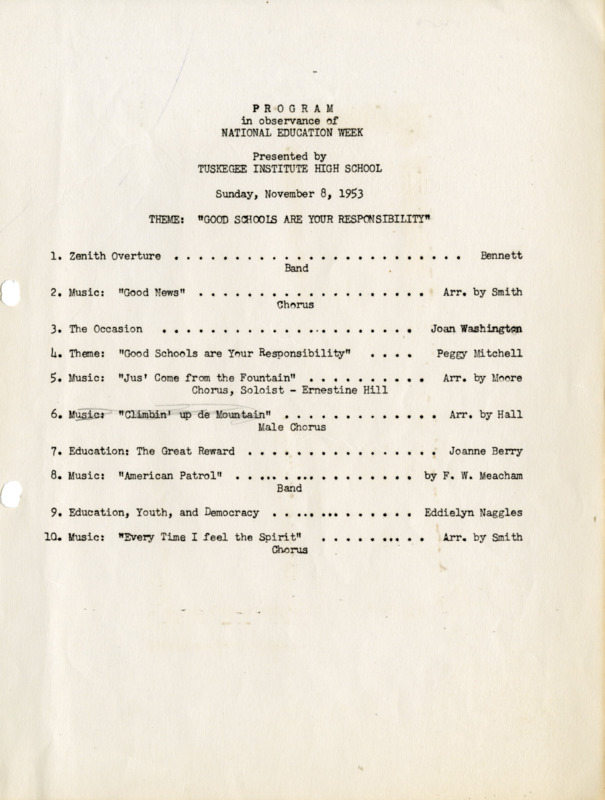 PROGRAM
in observance of
NATIONAL EDUCATION WEEK
Presented by
TUSKEGEE INSTITUTE HIGH SCHOOL
Sunday, November 8, 1953
THEME: "GOOD SCHOOLS ARE YOUR RESPONSIBILITY"
1. Zenith Overture . . . . . . . . . . . . . . . . . . . . . . . . . Bennett
Band
2. Music: "Good News" . . . . . . . . . . . . . . . . . . . . Arr. by Smith
Chorus
3. The Occasion . . . . . . . . . . . . . . . . . . . . . . Joan Washington
4. Theme: "Good Schools are Your Responsibility" . . . . Peggy Mitchell
5. Music: "Jus' Come from the Fountain" . . . . . . . . . . Arr. by Moore
Chorus, Soloist - Ernestine Hill
6. Music: "Climbin' up de Mountain" . . . . . . . . . . . . . Arr. by Hall
Male Chorus
7. Education: The Great Reward . . . . . . . . . . . . . . . . Joanne Berry
8. Music: "American Patrol" . . .... . .... . . . . . . . . . by F. W. Meacham
Band
9. Education, Youth, and Democracy . . .... .... . . . . . . Eddielyn Naggles
10. Music: "Every Time I feel the Spirit" . . . . . .... . . Arr. by Smith
Chorus